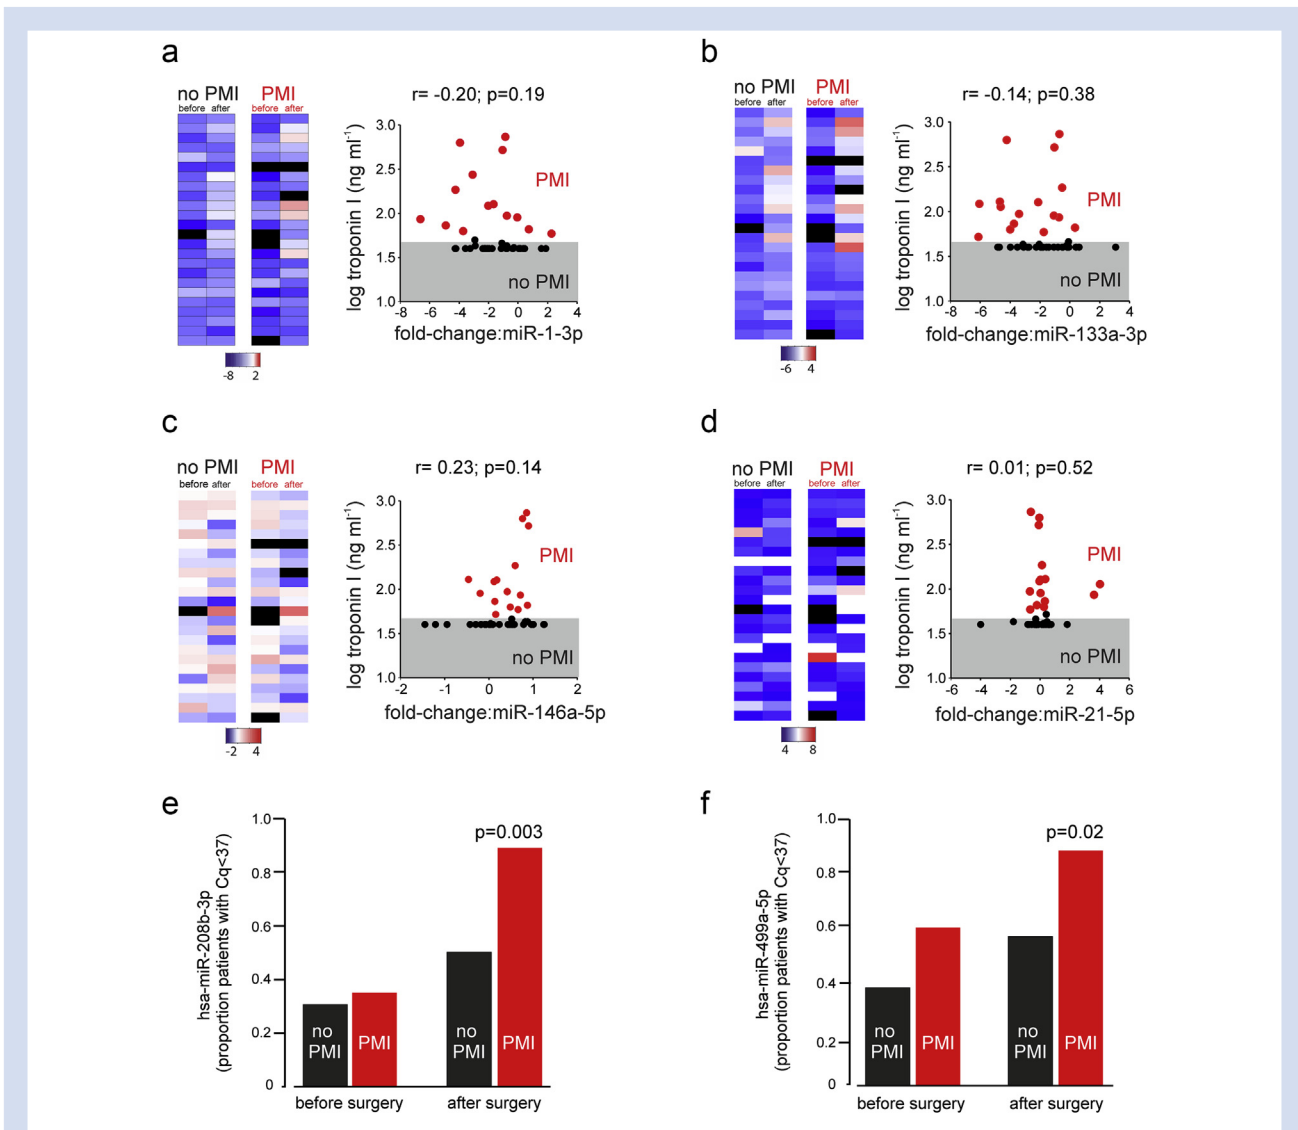 a
no PMI PMI
before after before after
-8 2
r= -0.20; p=0.19
log troponin I (ng ml-1)
3.0
2.5
2.0
1.5
1.0
PMI
no PMI
-8 -6 -4 -2 0 2 4
fold-change:miR-1-3p
b
no PMI PMI
before after before after
-6 4
r= -0.14; p=0.38
log troponin I (ng ml-1)
3.0
2.5
2.0
1.5
1.0
PMI
no PMI
-8 -6 -4 -2 0 2 4
fold-change:miR-133a-3p
c
no PMI PMI
before after before after
-2 4
r= 0.23; p=0.14
log troponin I (ng ml-1)
3.0
2.5
2.0
1.5
1.0
PMI
no PMI
-2 -1 0 1 2
fold-change:miR-146a-5p
d
no PMI PMI
before after before after
4 8
r= 0.01; p=0.52
log troponin I (ng ml-1)
3.0
2.5
2.0
1.5
1.0
PMI
no PMI
-6 -4 -2 0 2 4 6
fold-change:miR-21-5p
e
hsa-miR-208b-3p
(proportion patients with Cq<37)
1.0
0.8
0.6
0.4
0.2
0
p=0.003
no
PMI
PMI
no
PMI
PMI
before surgery after surgery
f
hsa-miR-499a-5p
(proportion patients with Cq<37)
1.0
0.8
0.6
0.4
0.2
0
p=0.02
no
PMI
PMI
no
PMI
PMI
before surgery after surgery